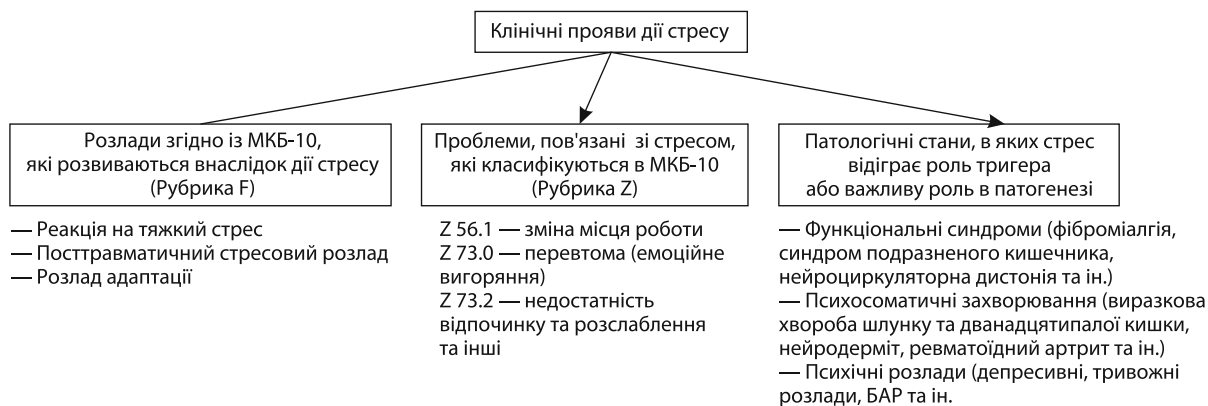 Клінічні прояви дії стресу
Розлади згідно із МКБ-10,
які розвиваються внаслідок дії стресу
(Рубрика F)
— Реакція на тяжкий стрес
— Посттравматичний стресовий розлад
— Розлад адаптації
Проблеми, пов'язані зі стресом,
які класифікуються в МКБ-10
(Рубрика Z)
Z 56.1 — зміна місця роботи
Z 73.0 — перевтома (емоційне
вигоряння)
Z 73.2 — недостатність
відпочинку та розслаблення
та інші
Патологічні стани, в яких стрес
відіграє роль тригера
або важливу роль в патогенезі
— Функціональні синдроми (фіброміалгія,
синдром подразненого кишечника,
нейроциркуляторна дистонія та ін.)
— Психосоматичні захворювання (виразкова
хвороба шлунку та дванадцятипалої кишки,
нейродерміт, ревматоїдний артрит та ін.)
— Психічні розлади (депресивні, тривожні
розлади, БАР та ін.